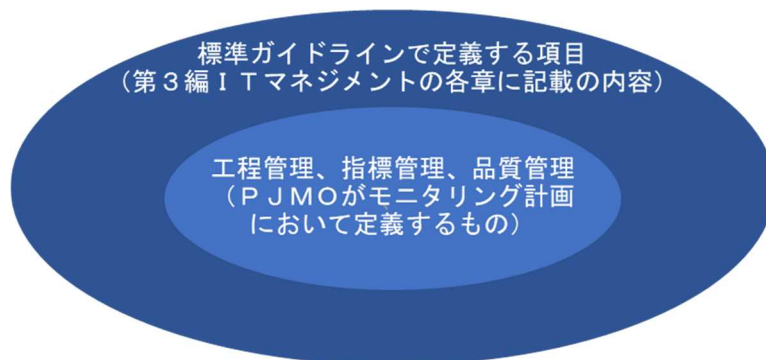 標準ガイドラインで定義する項目
（第３編ＩＴマネジメントの各章に記載の内容）
工程管理、指標管理、品質管理
（ＰＪＭＯがモニタリング計画
において定義するもの）